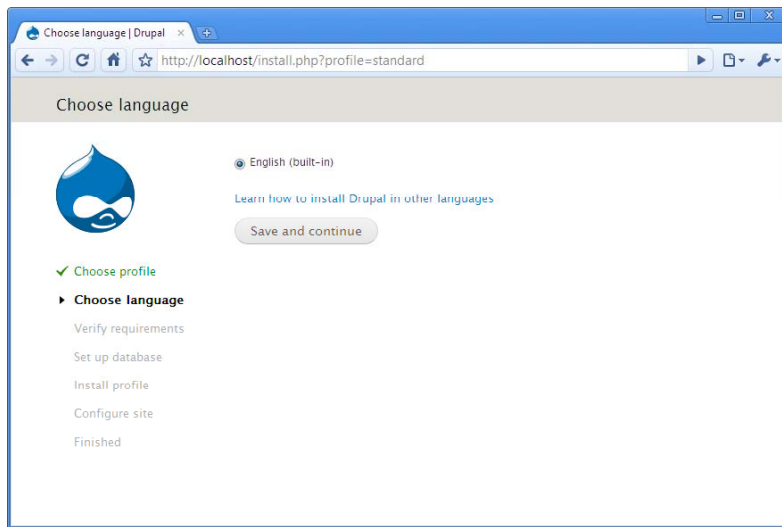 Choose language | Drupal
http://localhost/install.php?profile=standard
Choose language
English (built-in)
Learn how to install Drupal in other languages
Save and continue
Choose profile
Choose language
Verify requirements
Set up database
Install profile
Configure site
Finished